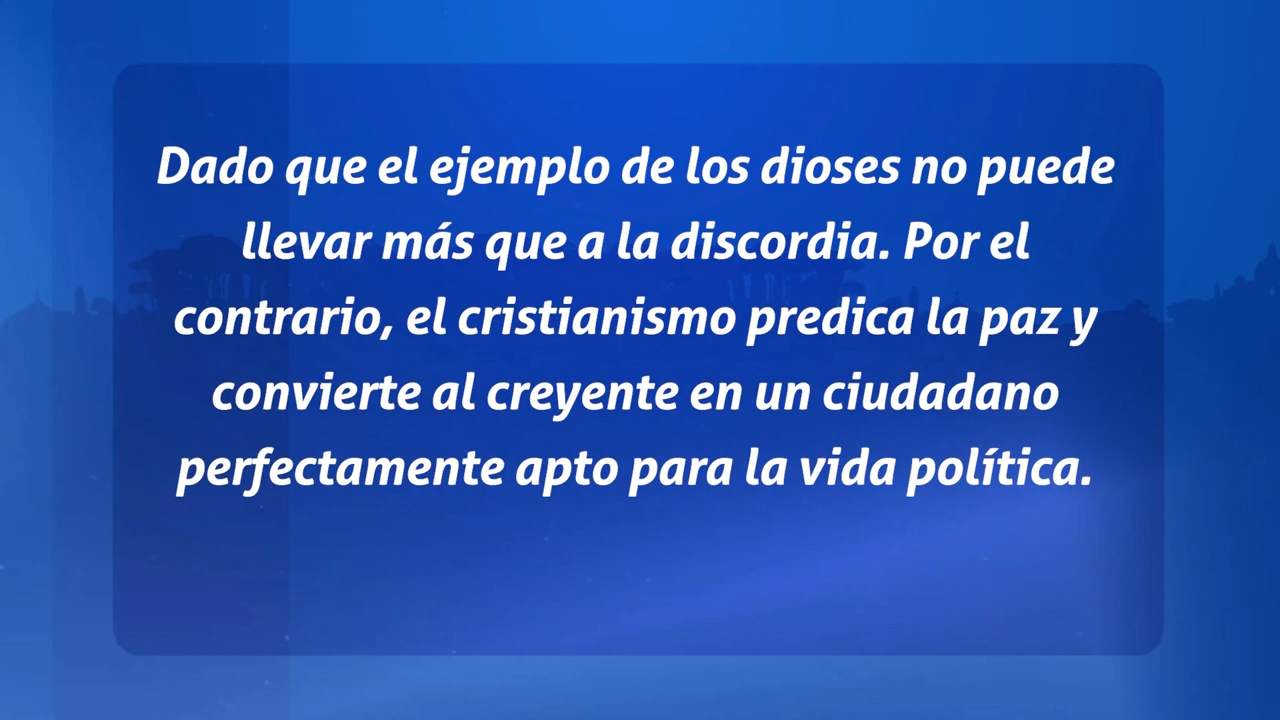 Dado que el ejemplo de los dioses no puede
llevar más que a la discordia. Por el
contrario, el cristianismo predica la paz y
convierte al creyente en un ciudadano
perfectamente apto para la vida política.